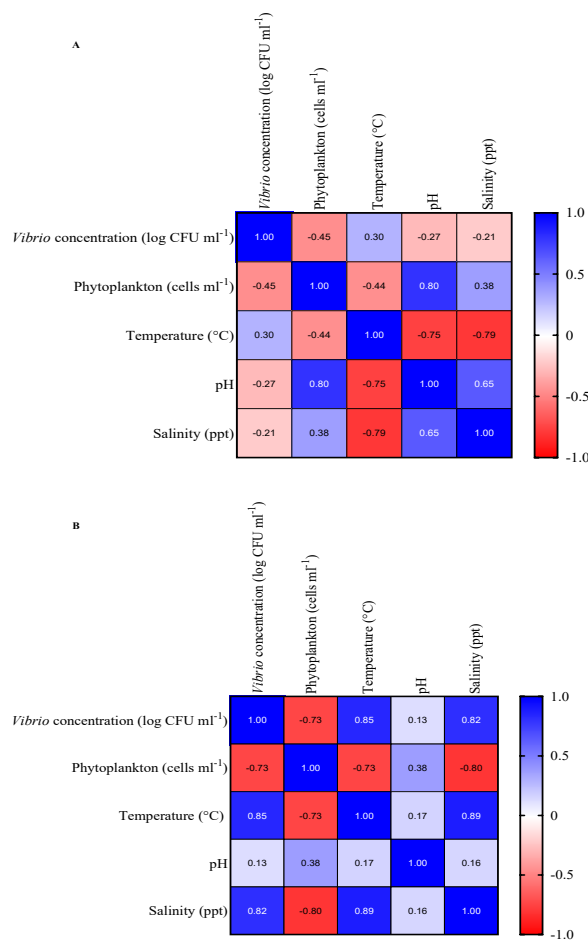 A
Vibrio concentration (log CFU ml⁻¹)
Phytoplankton (cells ml⁻¹)
Temperature (°C)
pH
Salinity (ppt)
Vibrio concentration (log CFU ml⁻¹) 1.00 -0.45 0.30 -0.27 -0.21
Phytoplankton (cells ml⁻¹) -0.45 1.00 -0.44 0.80 0.38
Temperature (°C) 0.30 -0.44 1.00 -0.75 -0.79
pH -0.27 0.80 -0.75 1.00 0.65
Salinity (ppt) -0.21 0.38 -0.79 0.65 1.00
1.0
0.5
0
-0.5
-1.0
B
Vibrio concentration (log CFU ml⁻¹)
Phytoplankton (cells ml⁻¹)
Temperature (°C)
pH
Salinity (ppt)
Vibrio concentration (log CFU ml⁻¹) 1.00 -0.73 0.85 0.13 0.82
Phytoplankton (cells ml⁻¹) -0.73 1.00 -0.73 0.38 -0.80
Temperature (°C) 0.85 -0.73 1.00 0.17 0.89
pH 0.13 0.38 0.17 1.00 0.16
Salinity (ppt) 0.82 -0.80 0.89 0.16 1.00
1.0
0.5
0
-0.5
-1.0